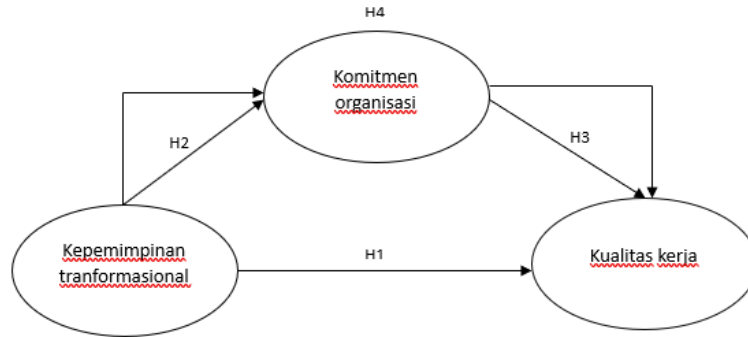 H4
Komitmen
organisasi
H2
H3
Kepemimpinan
tranformasional
H1
Kualitas kerja